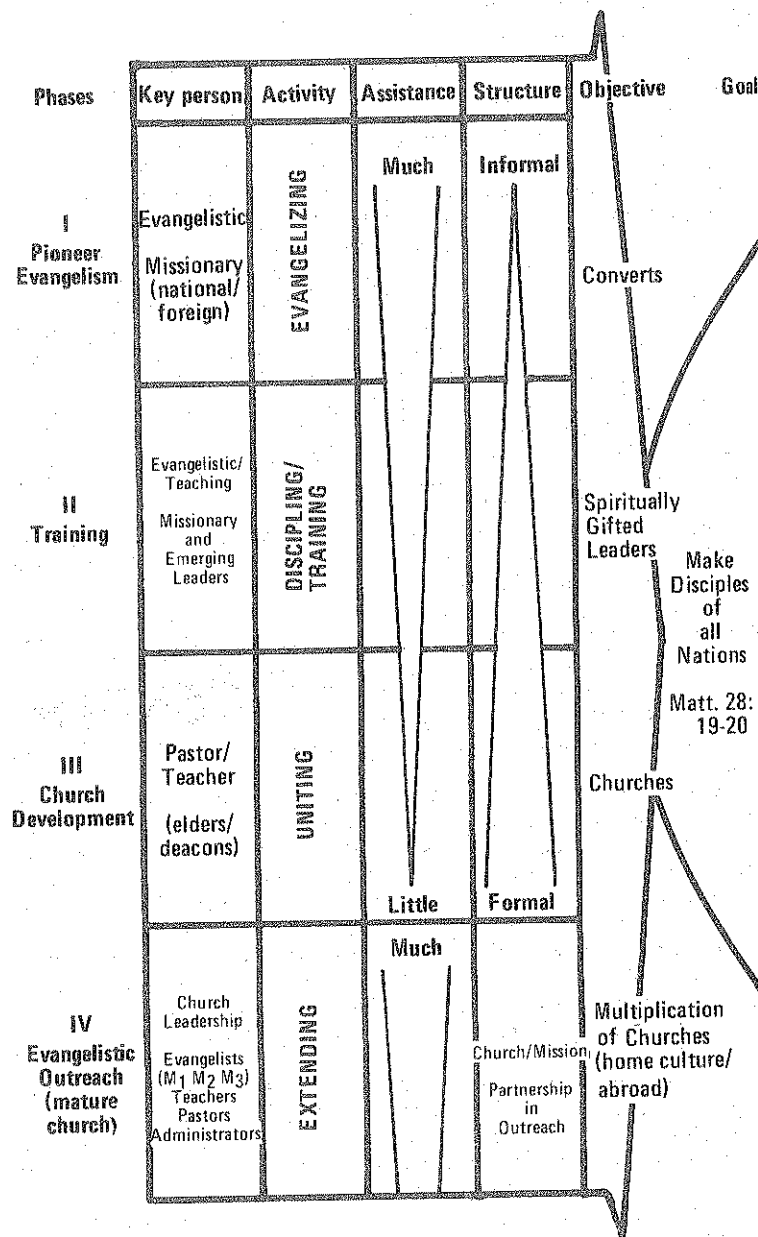 Phases
Key person
Activity
Assistance
Structure
Objective
Goal
I
Pioneer
Evangelism
Evangelistic
Missionary
(national/
foreign)
EVANGELIZING
Much
Informal
Converts
II
Training
Evangelistic/
Teaching
Missionary
and
Emerging
Leaders
DISCIPLING/
TRAINING
Spiritually
Gifted
Leaders
Make
Disciples
of
all
Nations
Matt. 28:
19-20
III
Church
Development
Pastor/
Teacher
(elders/
deacons)
UNITING
Little
Formal
Churches
IV
Evangelistic
Outreach
(mature
church)
Church
Leadership
Evangelists
(M1 M2 M3)
Teachers
Pastors
Administrators
EXTENDING
Much
Church/Mission
Partnership
in
Outreach
Multiplication
of Churches
(home culture/
abroad)